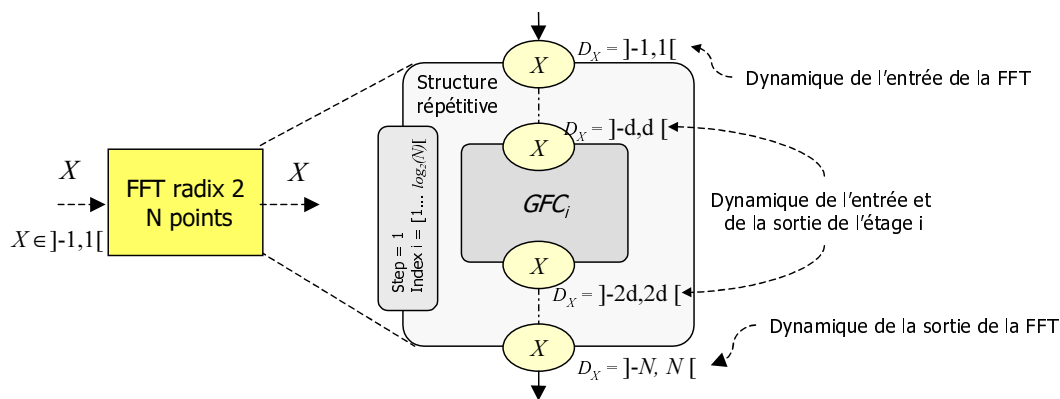 X
X
FFT radix 2
N points
X ∈ ]-1,1[
Structure
répétitive
X
D_X = ]-1,1[
Dynamique de l'entrée de la FFT
Step = 1
Index i = [1... log₂(N)[
X
D_X = ]-d,d [
GFC_i
Dynamique de l'entrée et
de la sortie de l'étage i
X
D_X = ]-2d,2d [
X
D_X = ]-N, N [
Dynamique de la sortie de la FFT